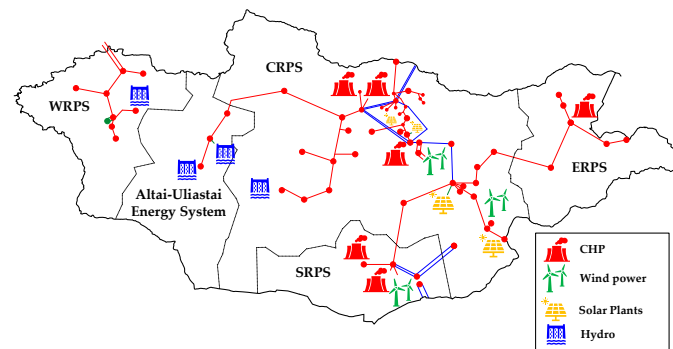 CRPS
WRPS
ERPS
Altai-Uliastai
Energy System
SRPS
CHP
Wind power
Solar Plants
Hydro